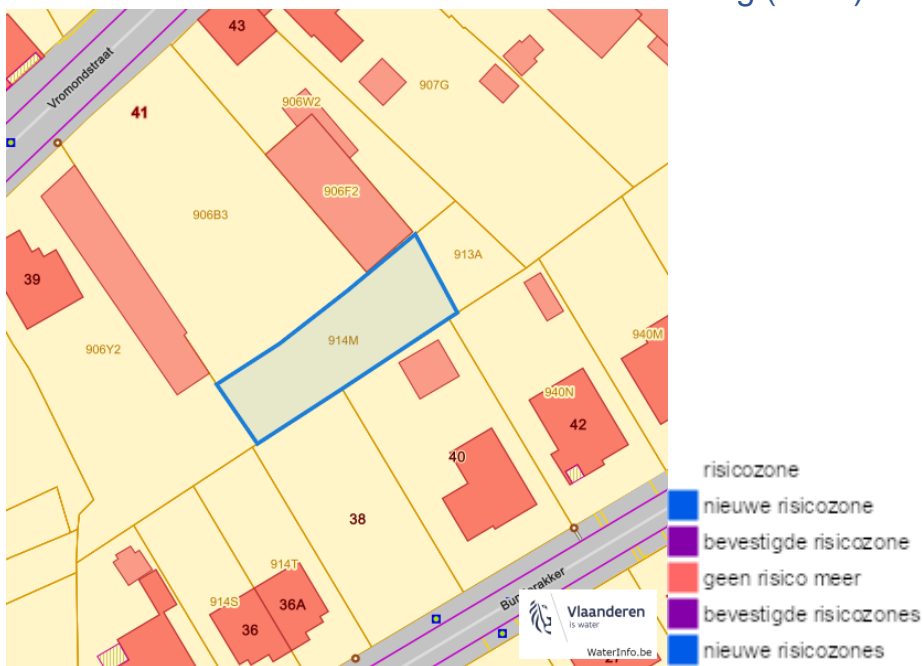 43
Vromondstraat
41
907G
906W2
906F2
906B3
913A
39
914M
906Y2
940M
940N
42
40
38
914T
914S
36A
36
Vlaanderen
is water
WaterInfo.be
risicozone
nieuwe risicozone
bevestigde risicozone
geen risico meer
bevestigde risicozones
nieuwe risicozones